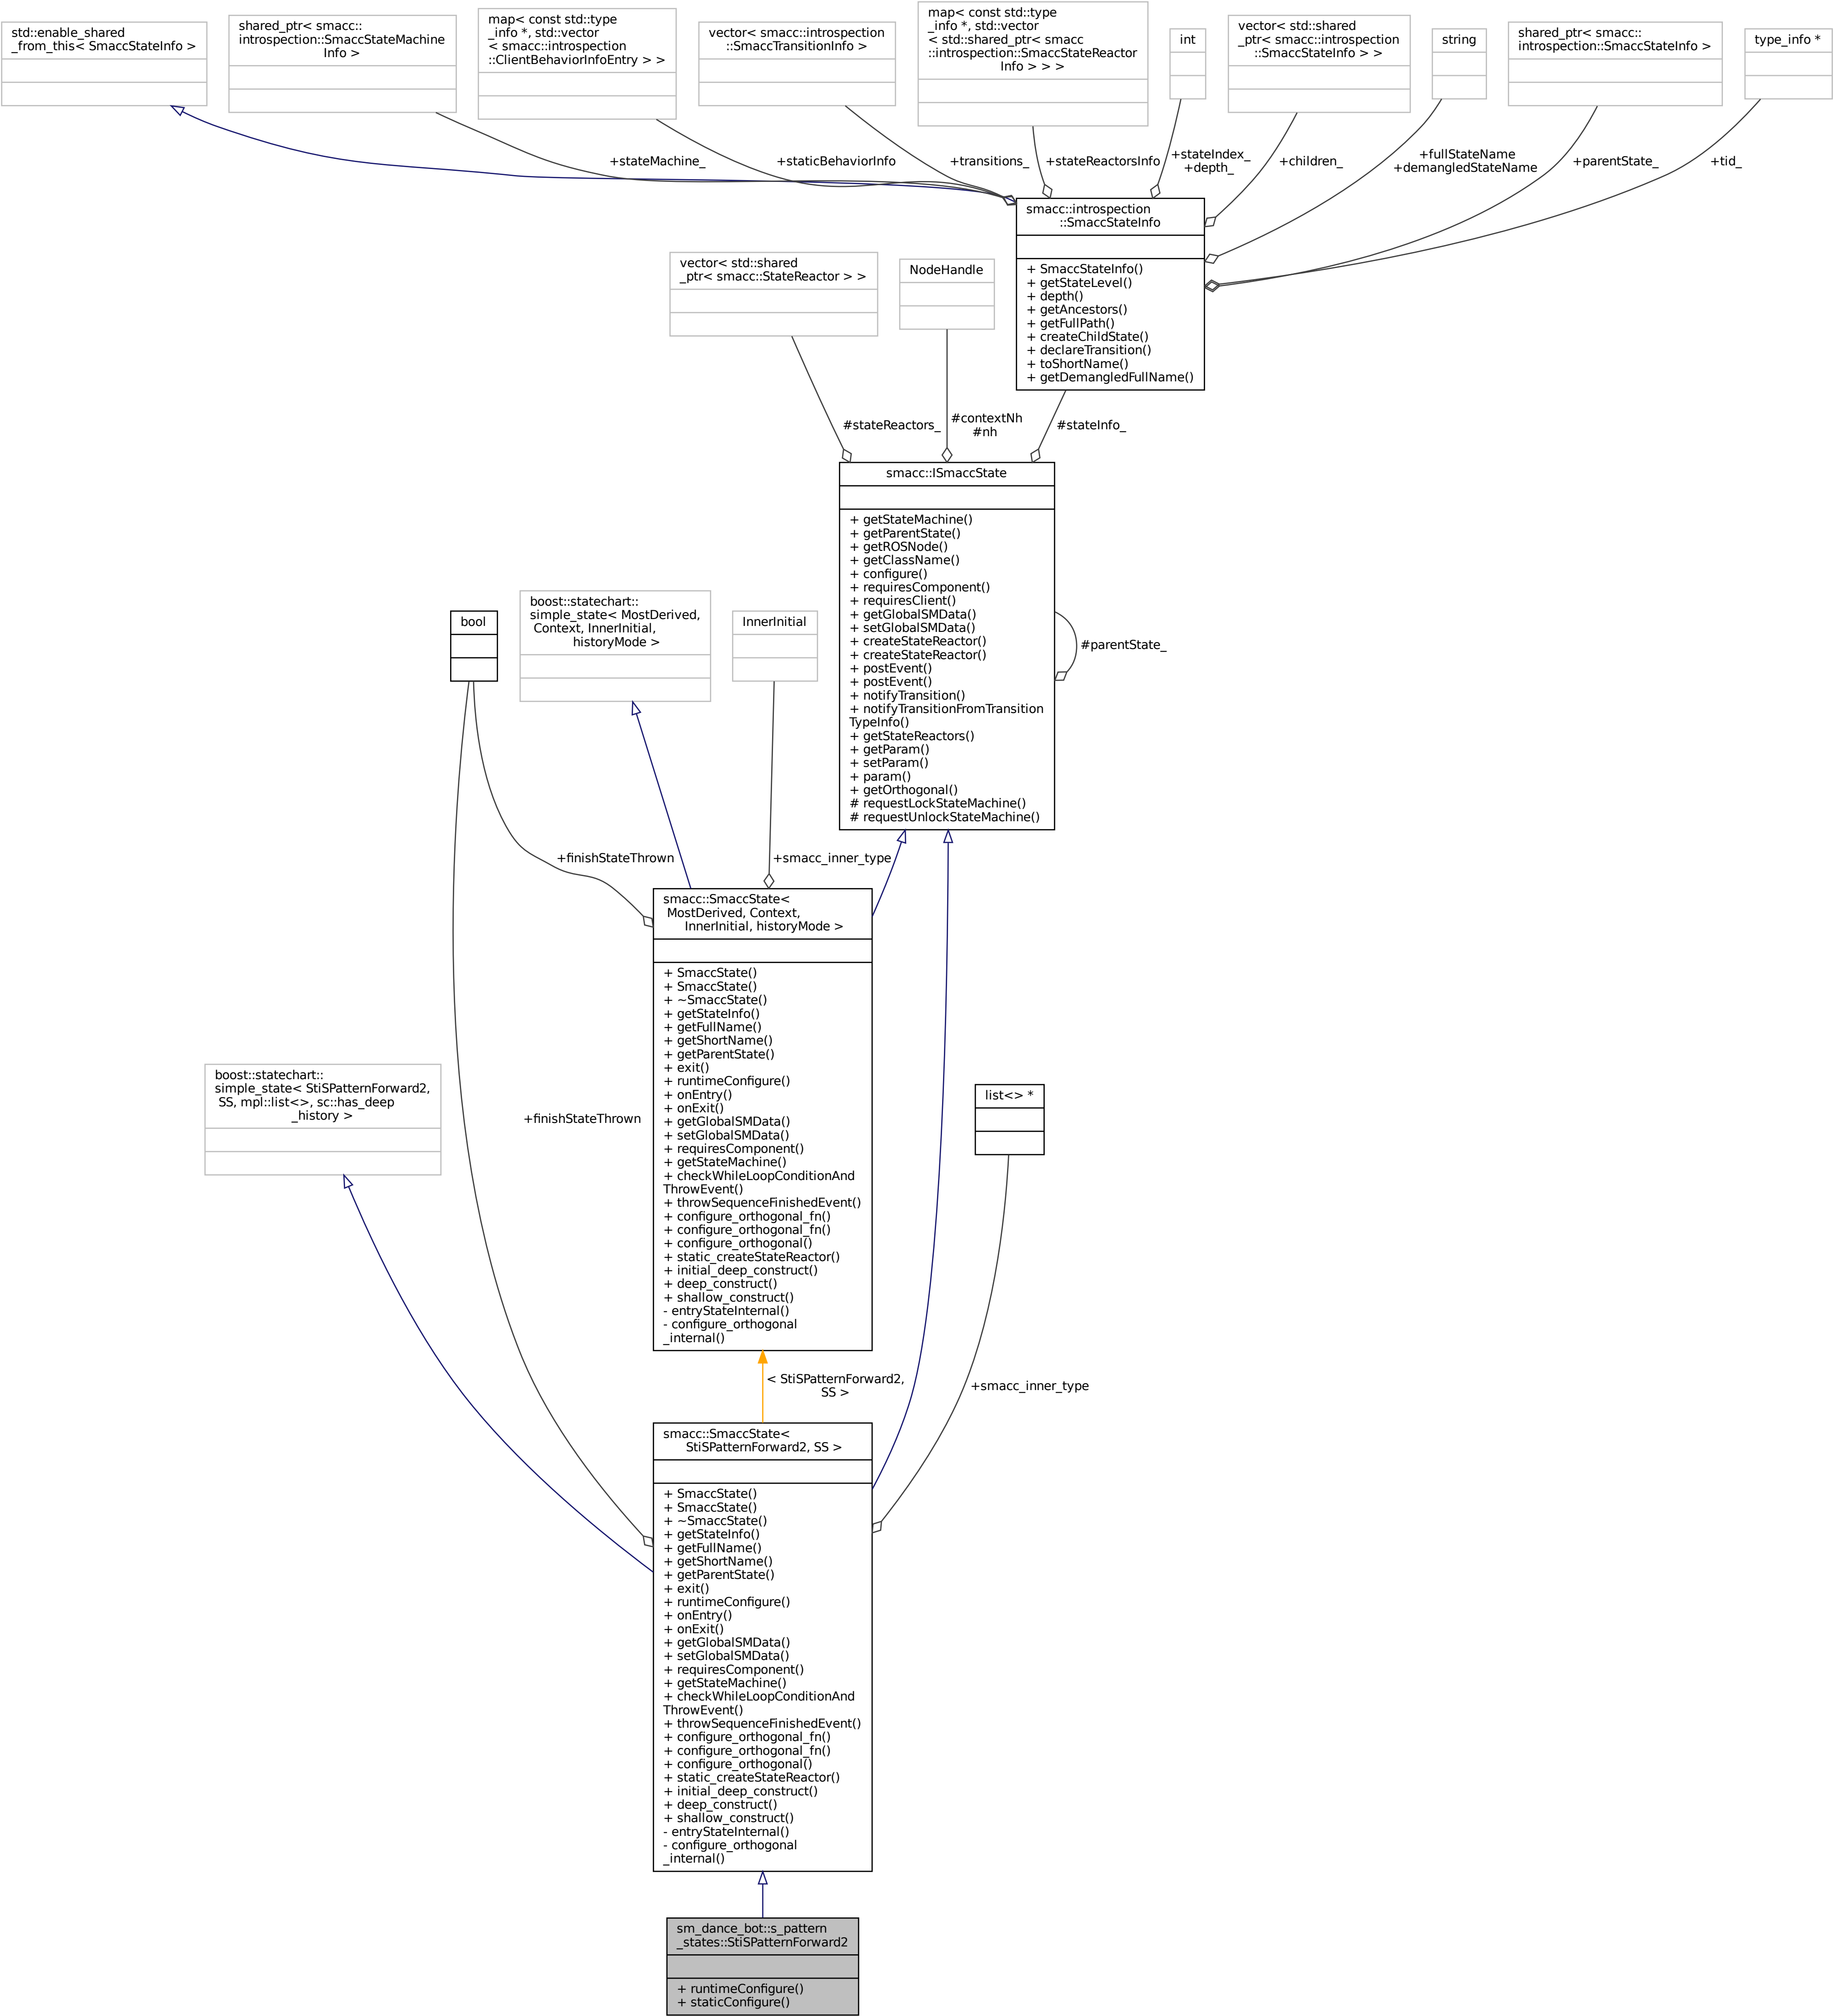 std::enable_shared
_from_this< SmaccStateInfo >
shared_ptr< smacc::
introspection::SmaccStateMachine
Info >
map< const std::type
_info *, std::vector
< smacc::introspection
::ClientBehaviorInfoEntry > >
vector< smacc::introspection
::SmaccTransitionInfo >
map< const std::type
_info *, std::vector
< std::shared_ptr< smacc
::introspection::SmaccStateReactor
Info > > >
int
vector< std::shared
_ptr< smacc::introspection
::SmaccStateInfo > >
string
shared_ptr< smacc::
introspection::SmaccStateInfo >
type_info *
+stateMachine_
+staticBehaviorInfo
+transitions_
+stateReactorsInfo
+stateIndex_
+depth_
+children_
+fullStateName
+demangledStateName
+parentState_
+tid_
smacc::introspection
::SmaccStateInfo
+ SmaccStateInfo()
+ getStateLevel()
+ depth()
+ getAncestors()
+ getFullPath()
+ createChildState()
+ declareTransition()
+ toShortName()
+ getDemangledFullName()
vector< std::shared
_ptr< smacc::StateReactor > >
NodeHandle
#stateReactors_
#contextNh
#nh
#stateInfo_
smacc::ISmaccState
+ getStateMachine()
+ getParentState()
+ getROSNode()
+ getClassName()
+ configure()
+ requiresComponent()
+ requiresClient()
+ getGlobalSMData()
+ setGlobalSMData()
+ createStateReactor()
+ createStateReactor()
+ postEvent()
+ postEvent()
+ notifyTransition()
+ notifyTransitionFromTransition
TypeInfo()
+ getStateReactors()
+ getParam()
+ setParam()
+ param()
+ getOrthogonal()
# requestLockStateMachine()
# requestUnlockStateMachine()
#parentState_
bool
boost::statechart::
simple_state< MostDerived,
Context, InnerInitial,
historyMode >
InnerInitial
+finishStateThrown
+smacc_inner_type
smacc::SmaccState<
MostDerived, Context,
InnerInitial, historyMode >
+ SmaccState()
+ SmaccState()
+ ~SmaccState()
+ getStateInfo()
+ getFullName()
+ getShortName()
+ getParentState()
+ exit()
+ runtimeConfigure()
+ onEntry()
+ onExit()
+ getGlobalSMData()
+ setGlobalSMData()
+ requiresComponent()
+ getStateMachine()
+ checkWhileLoopConditionAnd
ThrowEvent()
+ throwSequenceFinishedEvent()
+ configure_orthogonal_fn()
+ configure_orthogonal_fn()
+ configure_orthogonal()
+ static_createStateReactor()
+ initial_deep_construct()
+ deep_construct()
+ shallow_construct()
- entryStateInternal()
- configure_orthogonal
_internal()
boost::statechart::
simple_state< StiSPatternForward2,
SS, mpl::list<>, sc::has_deep
_history >
+finishStateThrown
list<> *
< StiSPatternForward2,
SS >
+smacc_inner_type
smacc::SmaccState<
StiSPatternForward2, SS >
+ SmaccState()
+ SmaccState()
+ ~SmaccState()
+ getStateInfo()
+ getFullName()
+ getShortName()
+ getParentState()
+ exit()
+ runtimeConfigure()
+ onEntry()
+ onExit()
+ getGlobalSMData()
+ setGlobalSMData()
+ requiresComponent()
+ getStateMachine()
+ checkWhileLoopConditionAnd
ThrowEvent()
+ throwSequenceFinishedEvent()
+ configure_orthogonal_fn()
+ configure_orthogonal_fn()
+ configure_orthogonal()
+ static_createStateReactor()
+ initial_deep_construct()
+ deep_construct()
+ shallow_construct()
- entryStateInternal()
- configure_orthogonal
_internal()
sm_dance_bot::s_pattern
_states::StiSPatternForward2
+ runtimeConfigure()
+ staticConfigure()